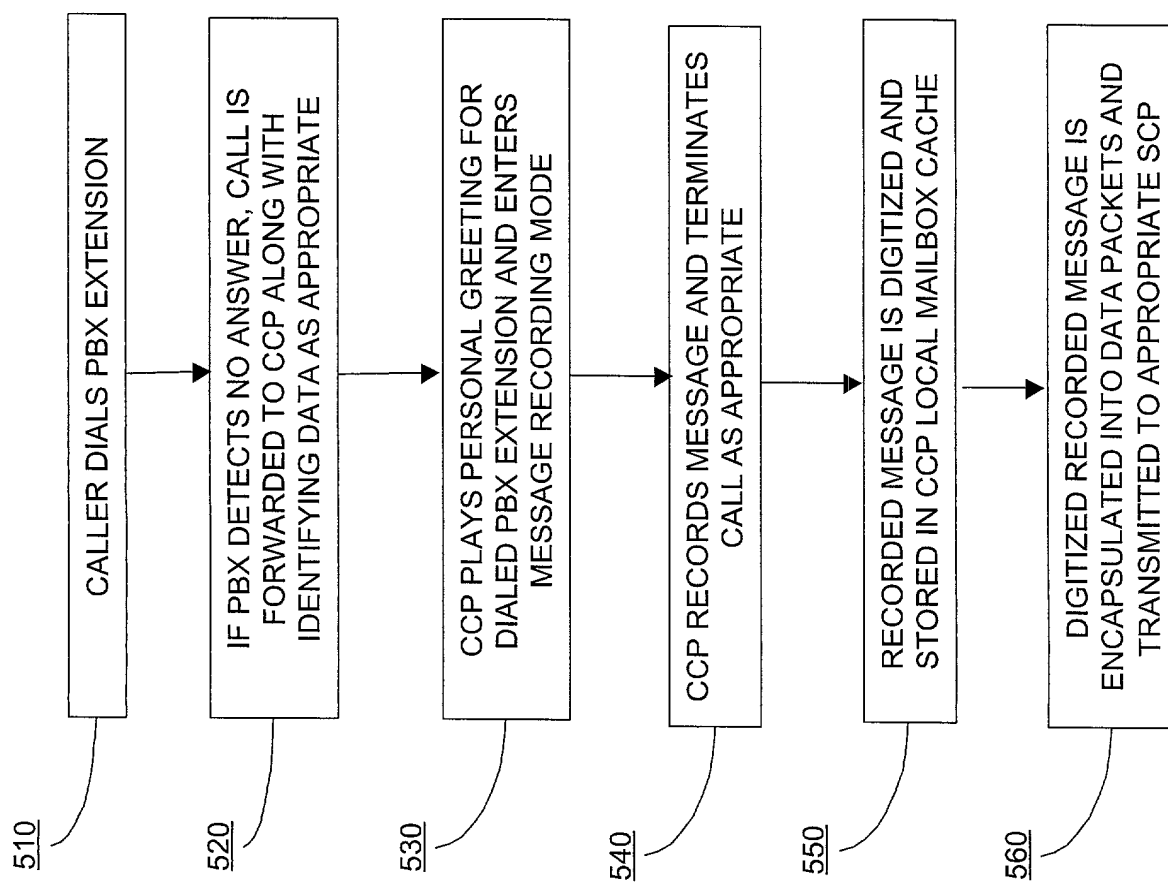 510
CALLER DIALS PBX EXTENSION
520
IF PBX DETECTS NO ANSWER, CALL IS
FORWARDED TO CCP ALONG WITH
IDENTIFYING DATA AS APPROPRIATE
530
CCP PLAYS PERSONAL GREETING FOR
DIALED PBX EXTENSION AND ENTERS
MESSAGE RECORDING MODE
540
CCP RECORDS MESSAGE AND TERMINATES
CALL AS APPROPRIATE
550
RECORDED MESSAGE IS DIGITIZED AND
STORED IN CCP LOCAL MAILBOX CACHE
560
DIGITIZED RECORDED MESSAGE IS
ENCAPSULATED INTO DATA PACKETS AND
TRANSMITTED TO APPROPRIATE SCP